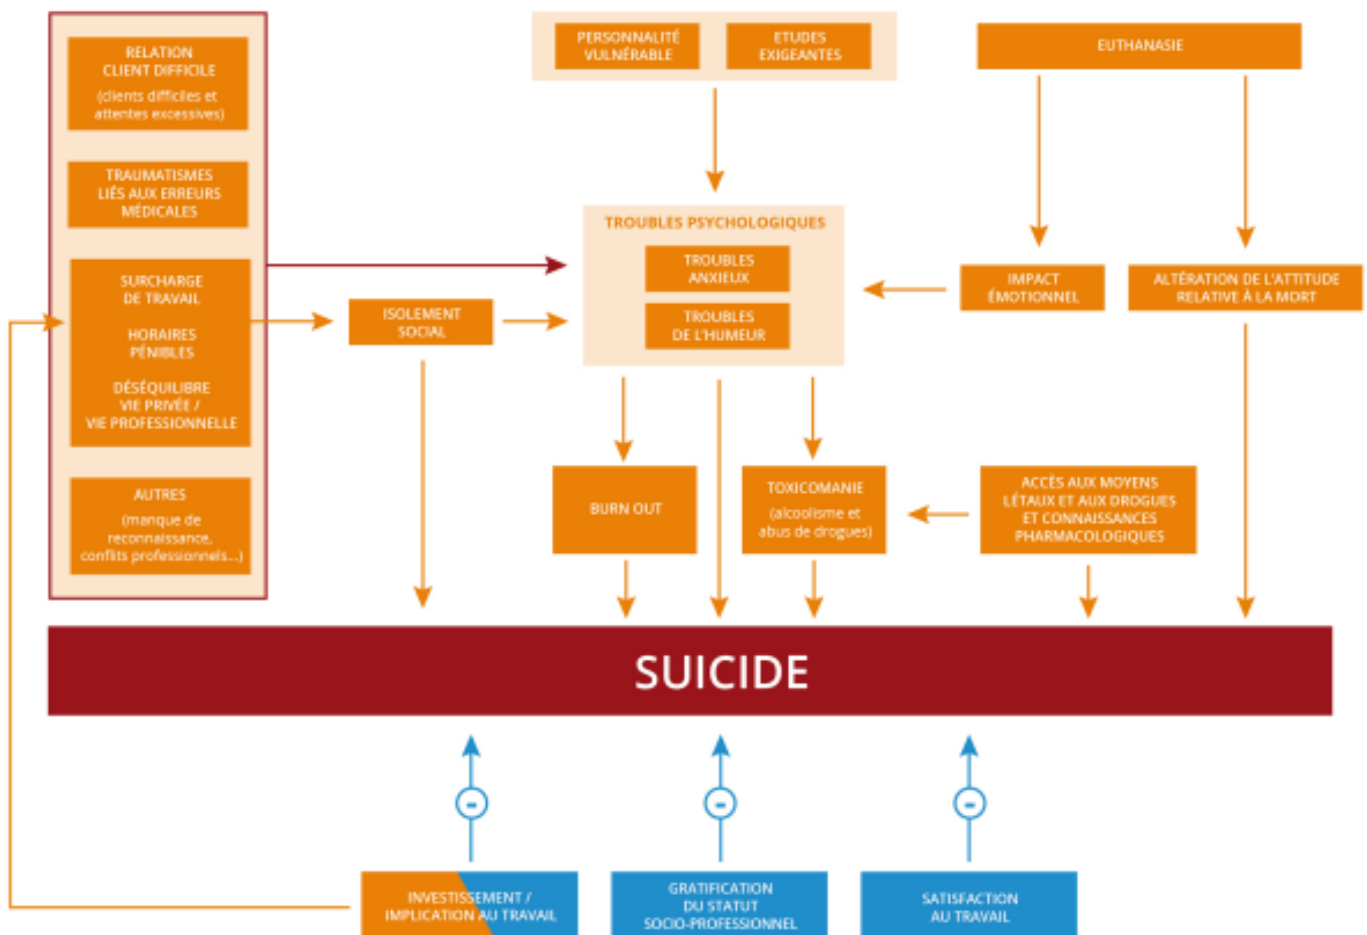 RELATION
CLIENT DIFFICILE
(clients difficiles et
attentes excessives)
TRAUMATISMES
LIÉS AUX ERREURS
MÉDICALES
SURCHARGE
DE TRAVAIL
HORAIRES
PÉNIBLES
DÉSÉQUILIBRE
VIE PRIVÉE /
VIE PROFESSIONNELLE
AUTRES
(manque de
reconnaissance,
conflits professionnels...)
ISOLEMENT
SOCIAL
PERSONNALITÉ
VULNÉRABLE
ETUDES
EXIGEANTES
TROUBLES PSYCHOLOGIQUES
TROUBLES
ANXIEUX
TROUBLES
DE L'HUMEUR
EUTHANASIE
IMPACT
ÉMOTIONNEL
ALTÉRATION DE L'ATTITUDE
RELATIVE À LA MORT
BURN OUT
TOXICOMANIE
(alcoolisme et
abus de drogues)
ACCÈS AUX MOYENS
LÉTAUX ET AUX DROGUES
ET CONNAISSANCES
PHARMACOLOGIQUES
SUICIDE
-
-
-
INVESTISSEMENT /
IMPLICATION AU TRAVAIL
GRATIFICATION
DU STATUT
SOCIO-PROFESSIONNEL
SATISFACTION
AU TRAVAIL